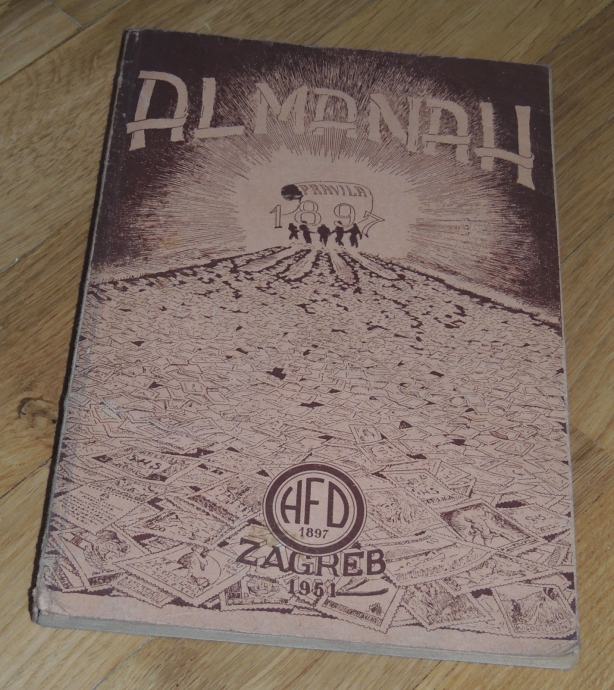 ALMANAH
PRAVILA
1897
HFD
1897
ZAGREB
1951